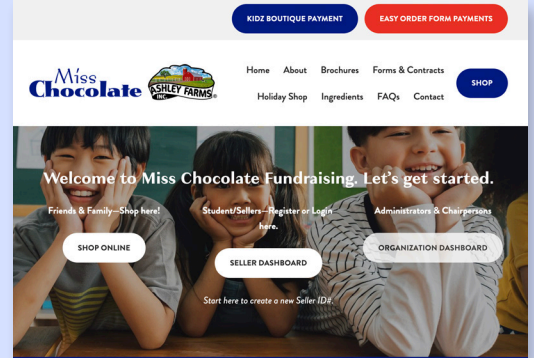 KIDZ BOUTIQUE PAYMENT
EASY ORDER FORM PAYMENTS
Miss
Chocolate
ASHLEY FARMS
INC.
Home About Brochures Forms & Contracts
Holiday Shop Ingredients FAQs Contact
SHOP
Welcome to Miss Chocolate Fundraising. Let's get started.
Friends & Family—Shop here!
SHOP ONLINE
Student/Sellers—Register or Login
here.
SELLER DASHBOARD
Start here to create a new Seller ID#.
Administrators & Chairpersons
ORGANIZATION DASHBOARD